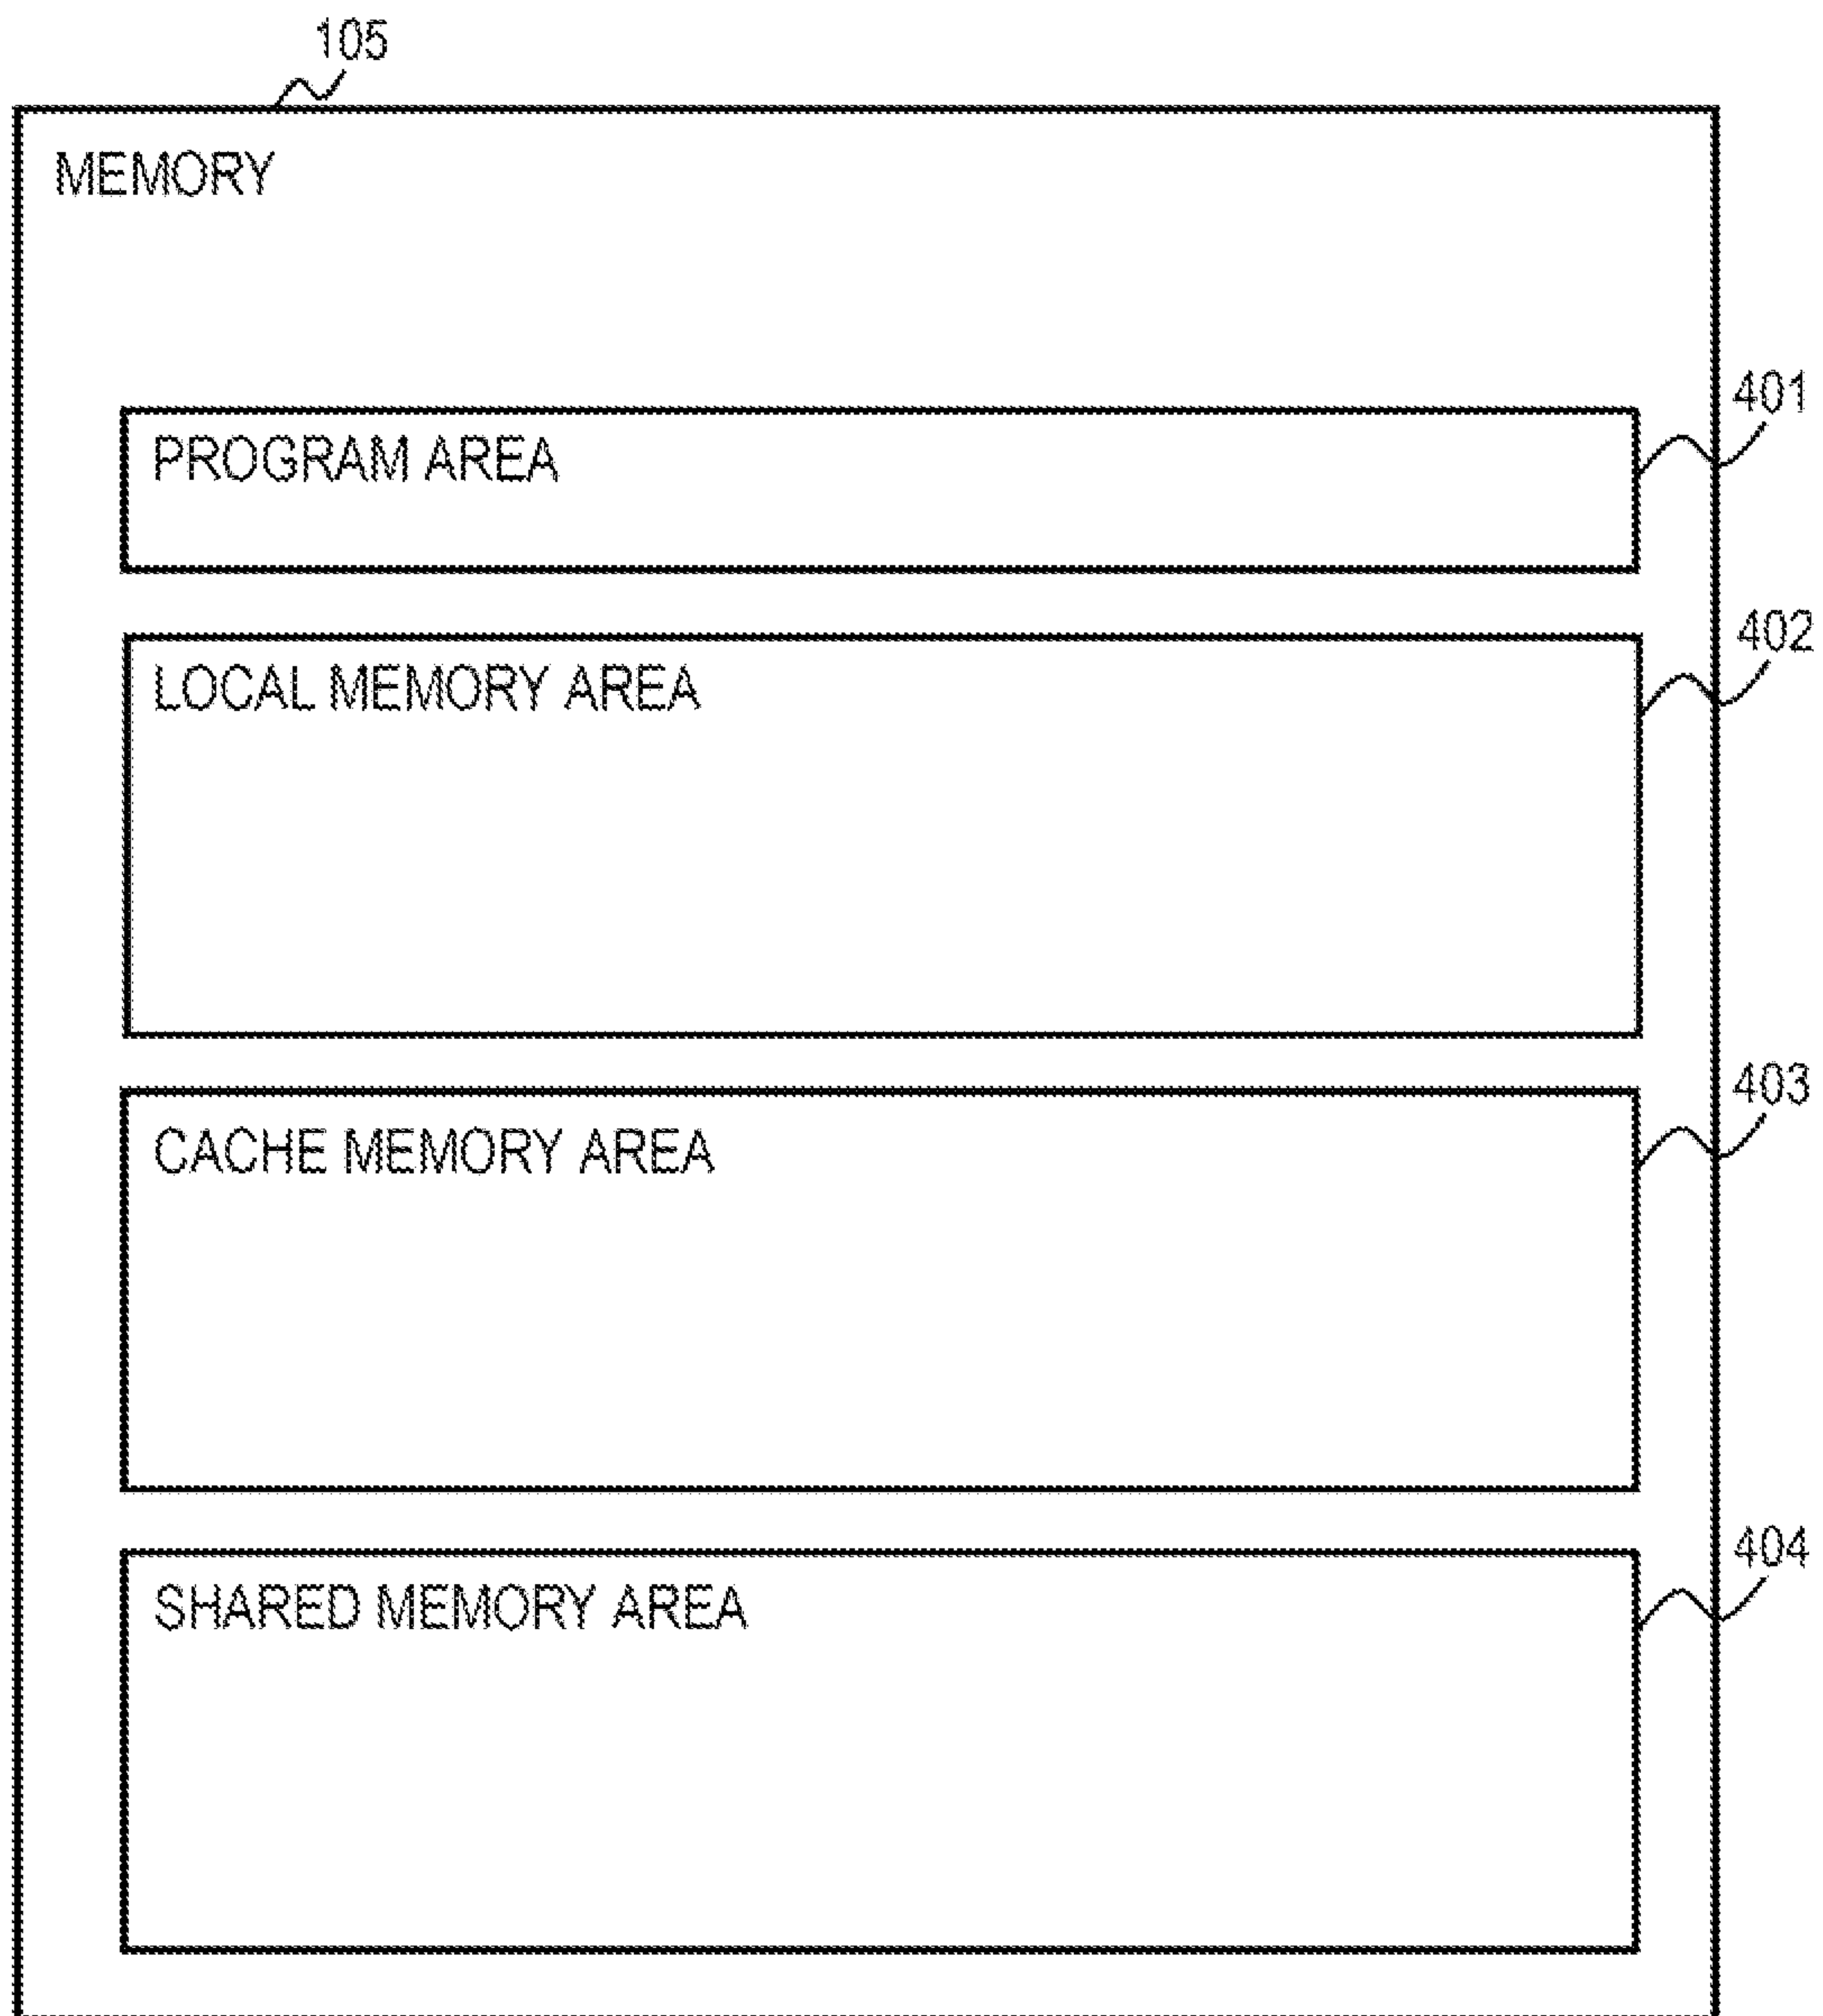 105
MEMORY
401
PROGRAM AREA
402
LOCAL MEMORY AREA
403
CACHE MEMORY AREA
404
SHARED MEMORY AREA